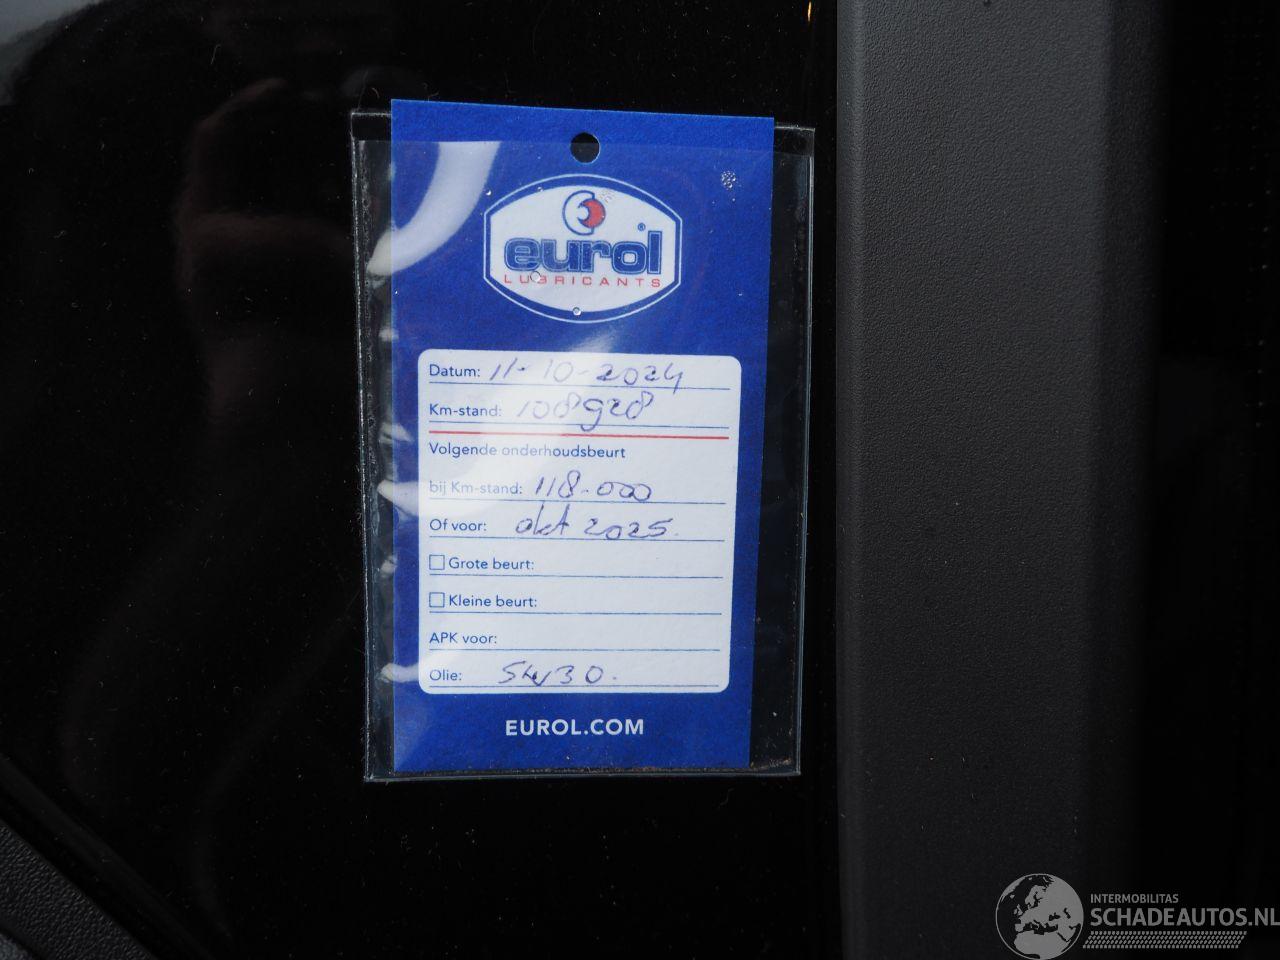 eurol ®
LUBRICANTS
Datum: 11-10-2024
Km-stand: 108928
Volgende onderhoudsbeurt
bij Km-stand: 118-000
Of voor: okt 2025.
Grote beurt:
Kleine beurt:
APK voor:
Olie: 5W30.
EUROL.COM
INTERMOBILITAS
SCHADEAUTOS.NL